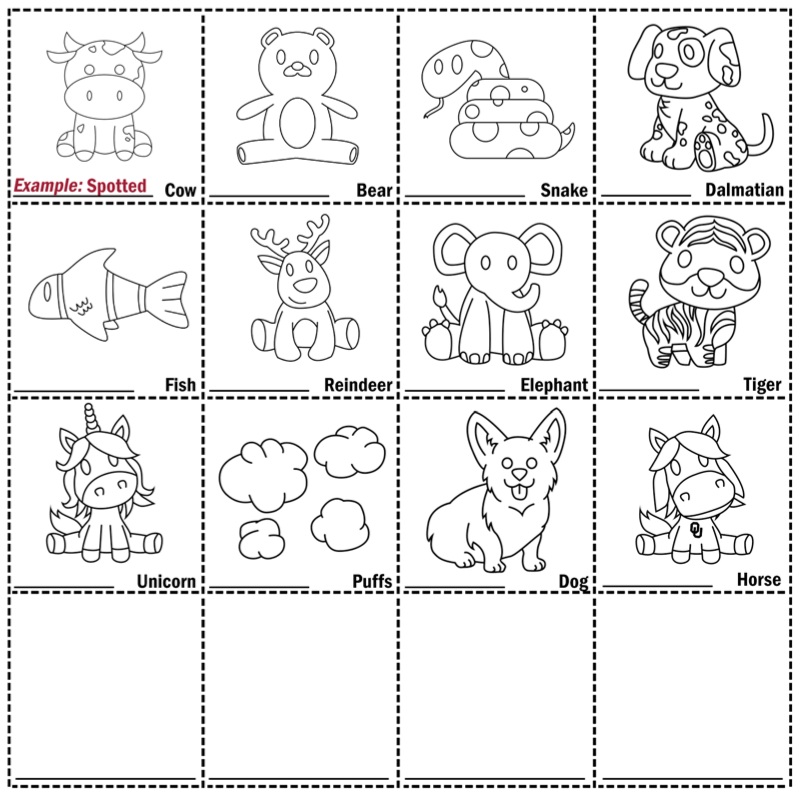 Example: Spotted Cow
Bear
Snake
Dalmatian
Fish
Reindeer
Elephant
Tiger
OU
Unicorn
Puffs
Dog
Horse